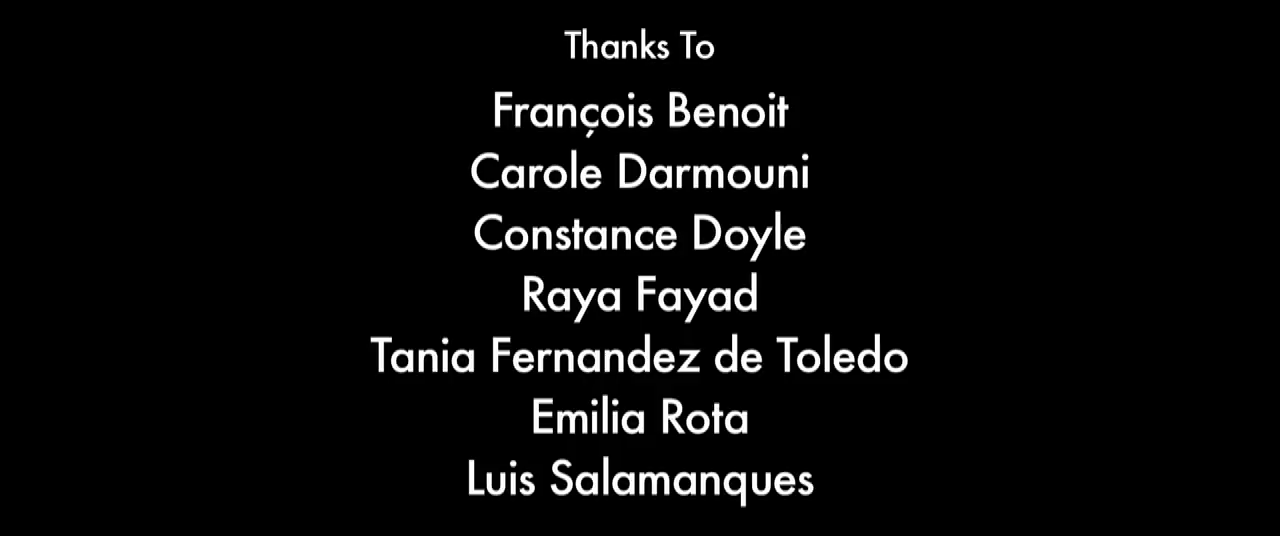 Thanks To
François Benoit
Carole Darmouni
Constance Doyle
Raya Fayad
Tania Fernandez de Toledo
Emilia Rota
Luis Salamanques